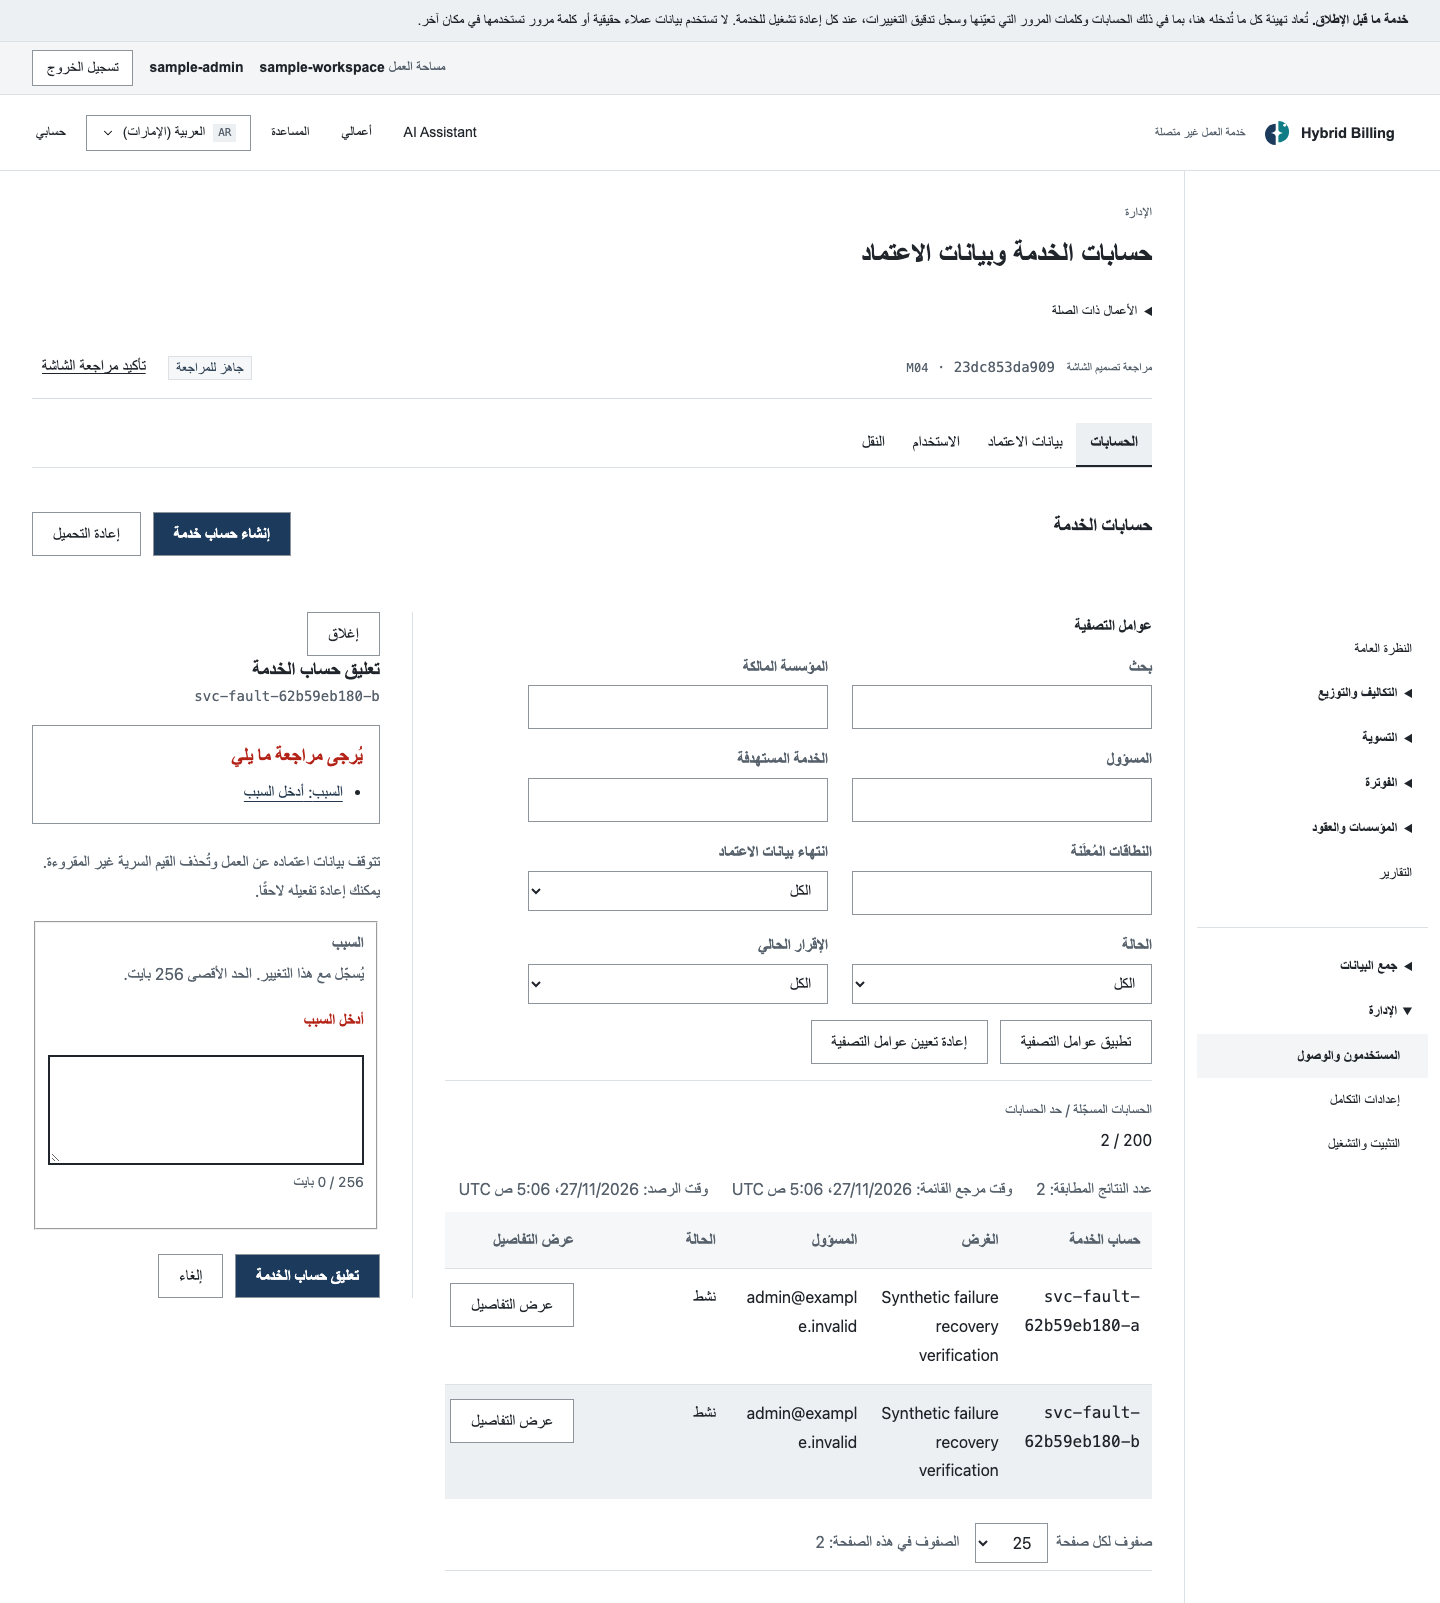 خدمة ما قبل الإطلاق. تُعاد تهيئة كل ما تُدخله هنا، بما في ذلك الحسابات وكلمات المرور التي تعيّنها وسجل تدقيق التغييرات، عند كل إعادة تشغيل للخدمة. لا تستخدم بيانات عملاء حقيقية أو كلمة مرور تستخدمها في مكان آخر.
مساحة العمل sample-workspace sample-admin تسجيل الخروج
Hybrid Billing خدمة العمل غير متصلة AI Assistant أعمالي المساعدة AR العربية (الإمارات) حسابي
الإدارة
حسابات الخدمة وبيانات الاعتماد
الأعمال ذات الصلة
مراجعة تصميم الشاشة M04 · 23dc853da909 جاهز للمراجعة تأكيد مراجعة الشاشة
الحسابات بيانات الاعتماد الاستخدام النقل
حسابات الخدمة إنشاء حساب خدمة إعادة التحميل
النظرة العامة
التكاليف والتوزيع
التسوية
الفوترة
المؤسسات والعقود
التقارير
جمع البيانات
الإدارة
المستخدمون والوصول
إعدادات التكامل
التثبيت والتشغيل
عوامل التصفية
بحث المؤسسة المالكة
المسؤول الخدمة المستهدفة
النطاقات المُعلَنة انتهاء بيانات الاعتماد
الكل
الحالة الإقرار الحالي
الكل الكل
تطبيق عوامل التصفية إعادة تعيين عوامل التصفية
الحسابات المسجّلة / حد الحسابات
2 / 200
عدد النتائج المطابقة: 2 وقت مرجع القائمة: 27/11/2026، 5:06 ص UTC وقت الرصد: 27/11/2026، 5:06 ص UTC
حساب الخدمة الغرض المسؤول الحالة عرض التفاصيل
svc-fault- Synthetic failure admin@exampl نشط عرض التفاصيل
62b59eb180-a recovery e.invalid
verification
svc-fault- Synthetic failure admin@exampl نشط عرض التفاصيل
62b59eb180-b recovery e.invalid
verification
صفوف لكل صفحة 25 الصفوف في هذه الصفحة: 2
إغلاق
تعليق حساب الخدمة
svc-fault-62b59eb180-b
يُرجى مراجعة ما يلي
• السبب: أدخل السبب
تتوقف بيانات اعتماده عن العمل وتُحذف القيم السرية غير المقروءة.
يمكنك إعادة تفعيله لاحقًا.
السبب
يُسجّل مع هذا التغيير. الحد الأقصى 256 بايت.
أدخل السبب
256 / 0 بايت
تعليق حساب الخدمة إلغاء